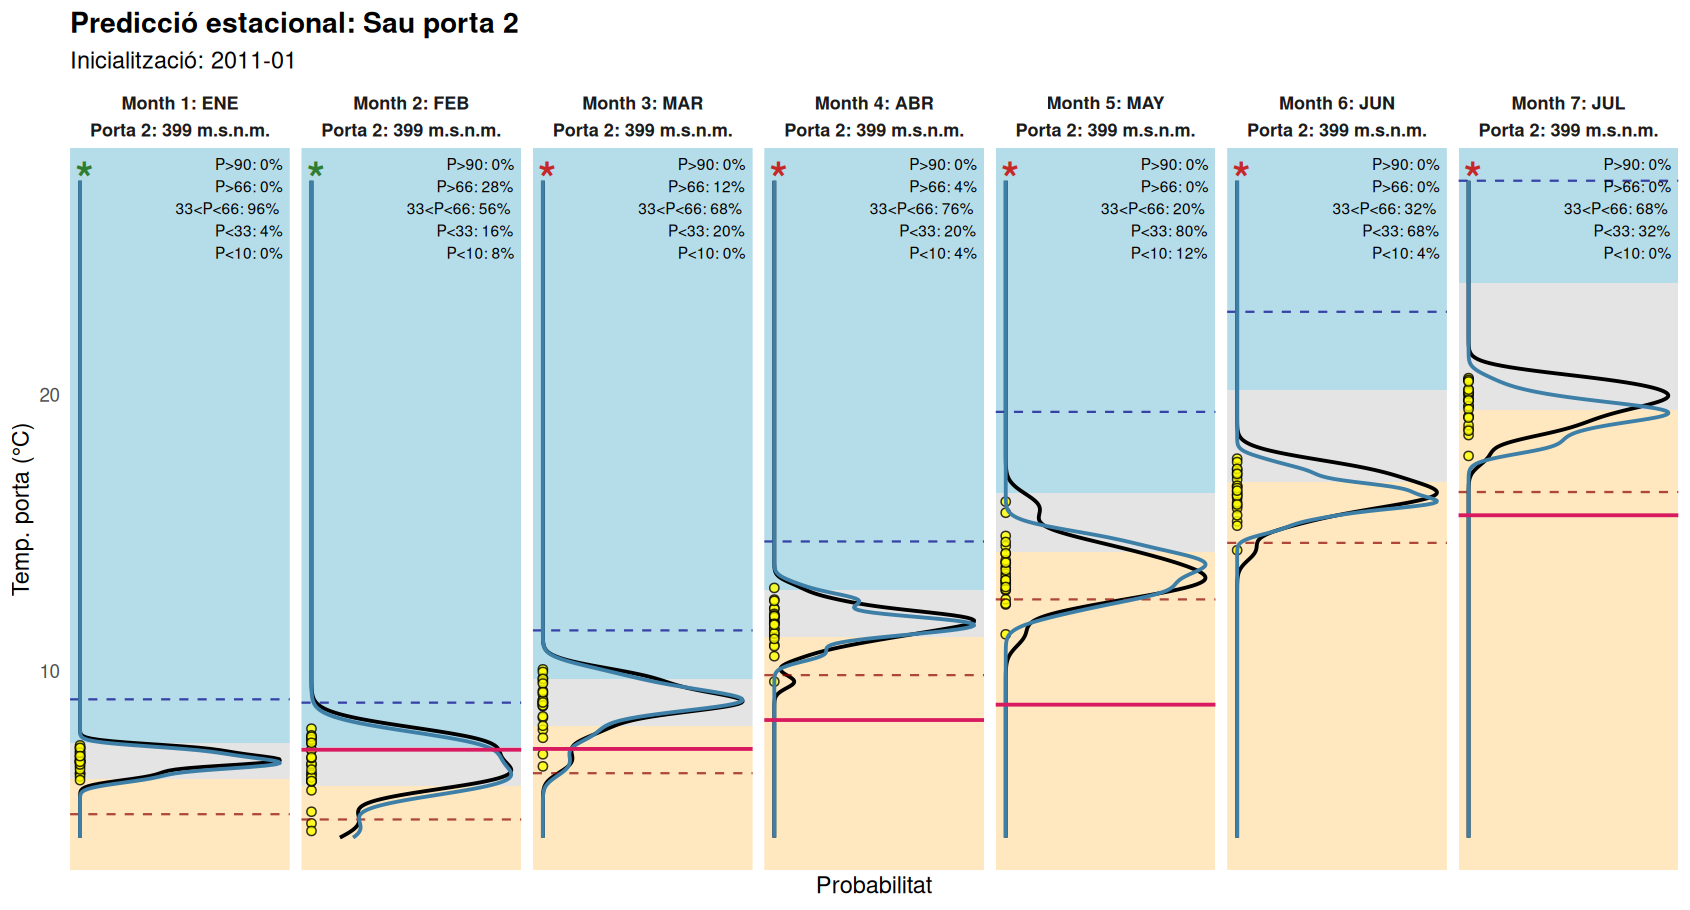 Predicció estacional: Sau porta 2
Inicialització: 2011-01
Month 1: ENE
Porta 2: 399 m.s.n.m.
Month 2: FEB
Porta 2: 399 m.s.n.m.
Month 3: MAR
Porta 2: 399 m.s.n.m.
Month 4: ABR
Porta 2: 399 m.s.n.m.
Month 5: MAY
Porta 2: 399 m.s.n.m.
Month 6: JUN
Porta 2: 399 m.s.n.m.
Month 7: JUL
Porta 2: 399 m.s.n.m.
*
P>90: 0%
P>66: 0%
33<P<66: 96%
P<33: 4%
P<10: 0%
*
P>90: 0%
P>66: 28%
33<P<66: 56%
P<33: 16%
P<10: 8%
*
P>90: 0%
P>66: 12%
33<P<66: 68%
P<33: 20%
P<10: 0%
*
P>90: 0%
P>66: 4%
33<P<66: 76%
P<33: 20%
P<10: 4%
*
P>90: 0%
P>66: 0%
33<P<66: 20%
P<33: 80%
P<10: 12%
*
P>90: 0%
P>66: 0%
33<P<66: 32%
P<33: 68%
P<10: 4%
*
P>90: 0%
P>66: 0%
33<P<66: 68%
P<33: 32%
P<10: 0%
20
10
Temp. porta (°C)
Probabilitat